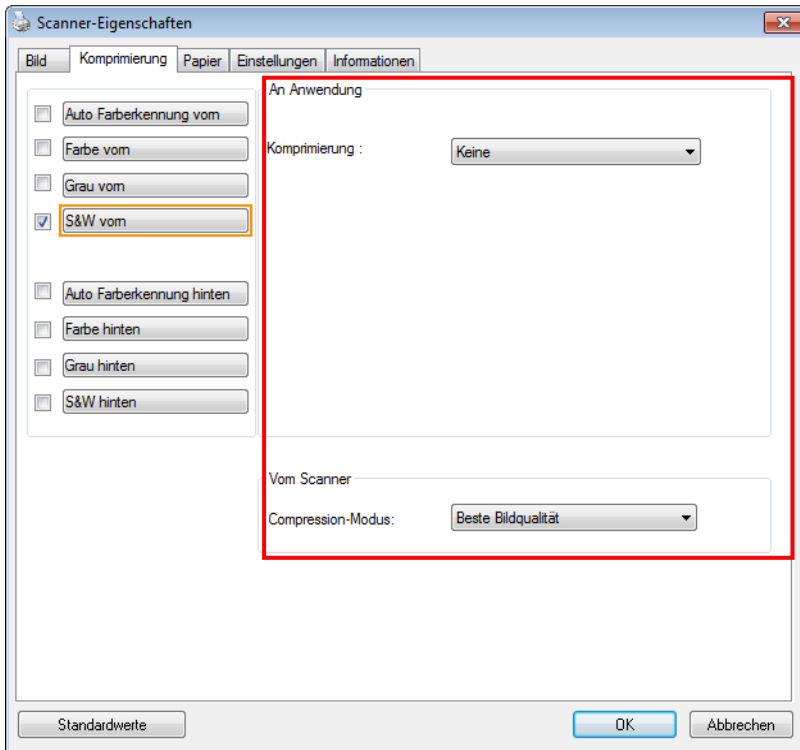 Scanner-Eigenschaften
Bild Komprimierung Papier Einstellungen Informationen
Auto Farberkennung vorn
Farbe vorn
Grau vorn
S&W vorn
Auto Farberkennung hinten
Farbe hinten
Grau hinten
S&W hinten
An Anwendung
Komprimierung : Keine
Vom Scanner
Compression-Modus: Beste Bildqualität
Standardwerte OK Abbrechen